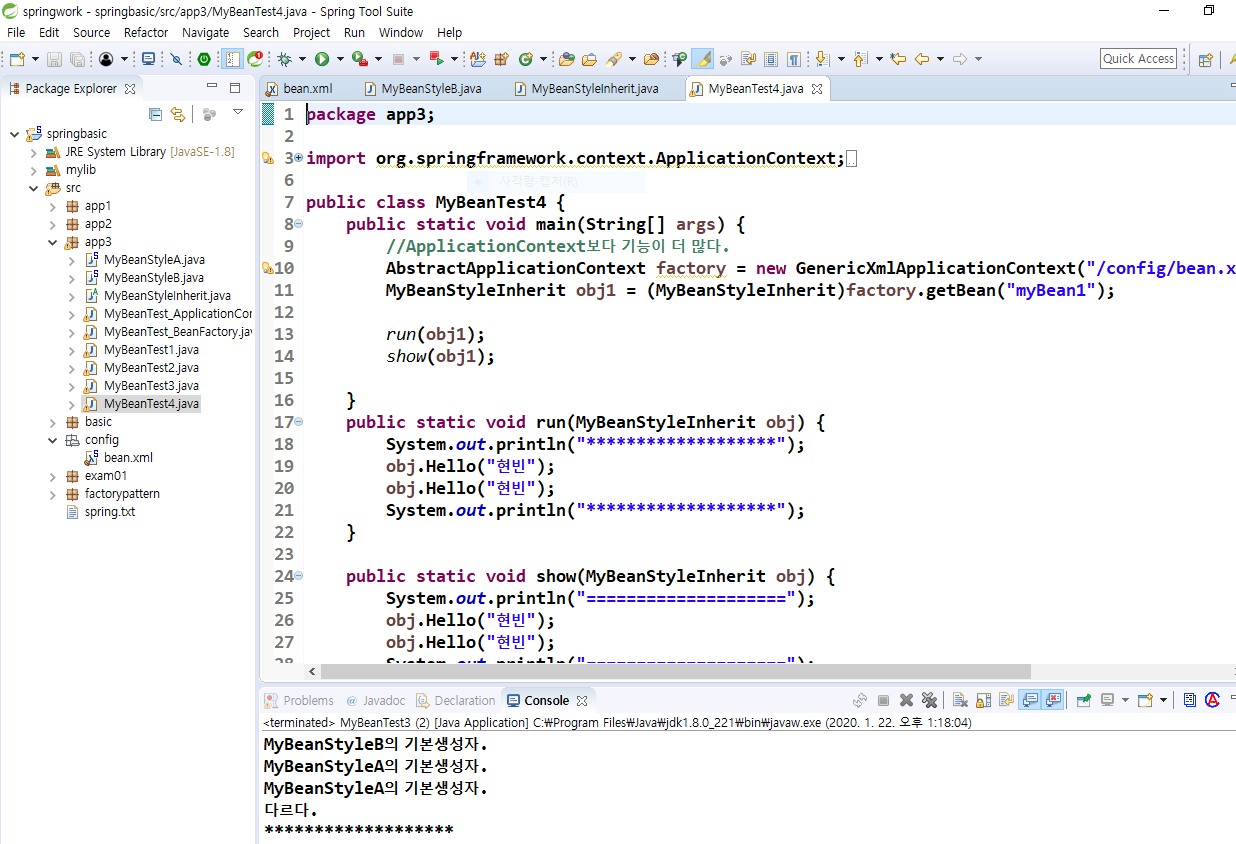 springwork - springbasic/src/app3/MyBeanTest4.java - Spring Tool Suite
File Edit Source Refactor Navigate Search Project Run Window Help
Quick Access
Package Explorer
bean.xml MyBeanStyleB.java MyBeanStyleInherit.java MyBeanTest4.java
springbasic
JRE System Library [JavaSE-1.8]
mylib
src
app1
app2
app3
MyBeanStyleA.java
MyBeanStyleB.java
MyBeanStyleInherit.java
MyBeanTest_ApplicationCor
MyBeanTest_BeanFactory.jav
MyBeanTest1.java
MyBeanTest2.java
MyBeanTest3.java
MyBeanTest4.java
basic
config
bean.xml
exam01
factorypattern
spring.txt
1 package app3;
2
3 import org.springframework.context.ApplicationContext;
사각형 캡처(R)
6
7 public class MyBeanTest4 {
8 public static void main(String[] args) {
9 //ApplicationContext보다 기능이 더 많다.
10 AbstractApplicationContext factory = new GenericXmlApplicationContext("/config/bean.x
11 MyBeanStyleInherit obj1 = (MyBeanStyleInherit)factory.getBean("myBean1");
12
13 run(obj1);
14 show(obj1);
15
16 }
17 public static void run(MyBeanStyleInherit obj) {
18 System.out.println("*******************");
19 obj.Hello("현빈");
20 obj.Hello("현빈");
21 System.out.println("*******************");
22 }
23
24 public static void show(MyBeanStyleInherit obj) {
25 System.out.println("====================");
26 obj.Hello("현빈");
27 obj.Hello("현빈");
28 System.out.println("====================");
Problems Javadoc Declaration Console
<terminated> MyBeanTest3 (2) [Java Application] C:₩Program Files₩Java₩jdk1.8.0_221₩bin₩javaw.exe (2020. 1. 22. 오후 1:18:04)
MyBeanStyleB의 기본생성자.
MyBeanStyleA의 기본생성자.
MyBeanStyleA의 기본생성자.
다르다.
*******************